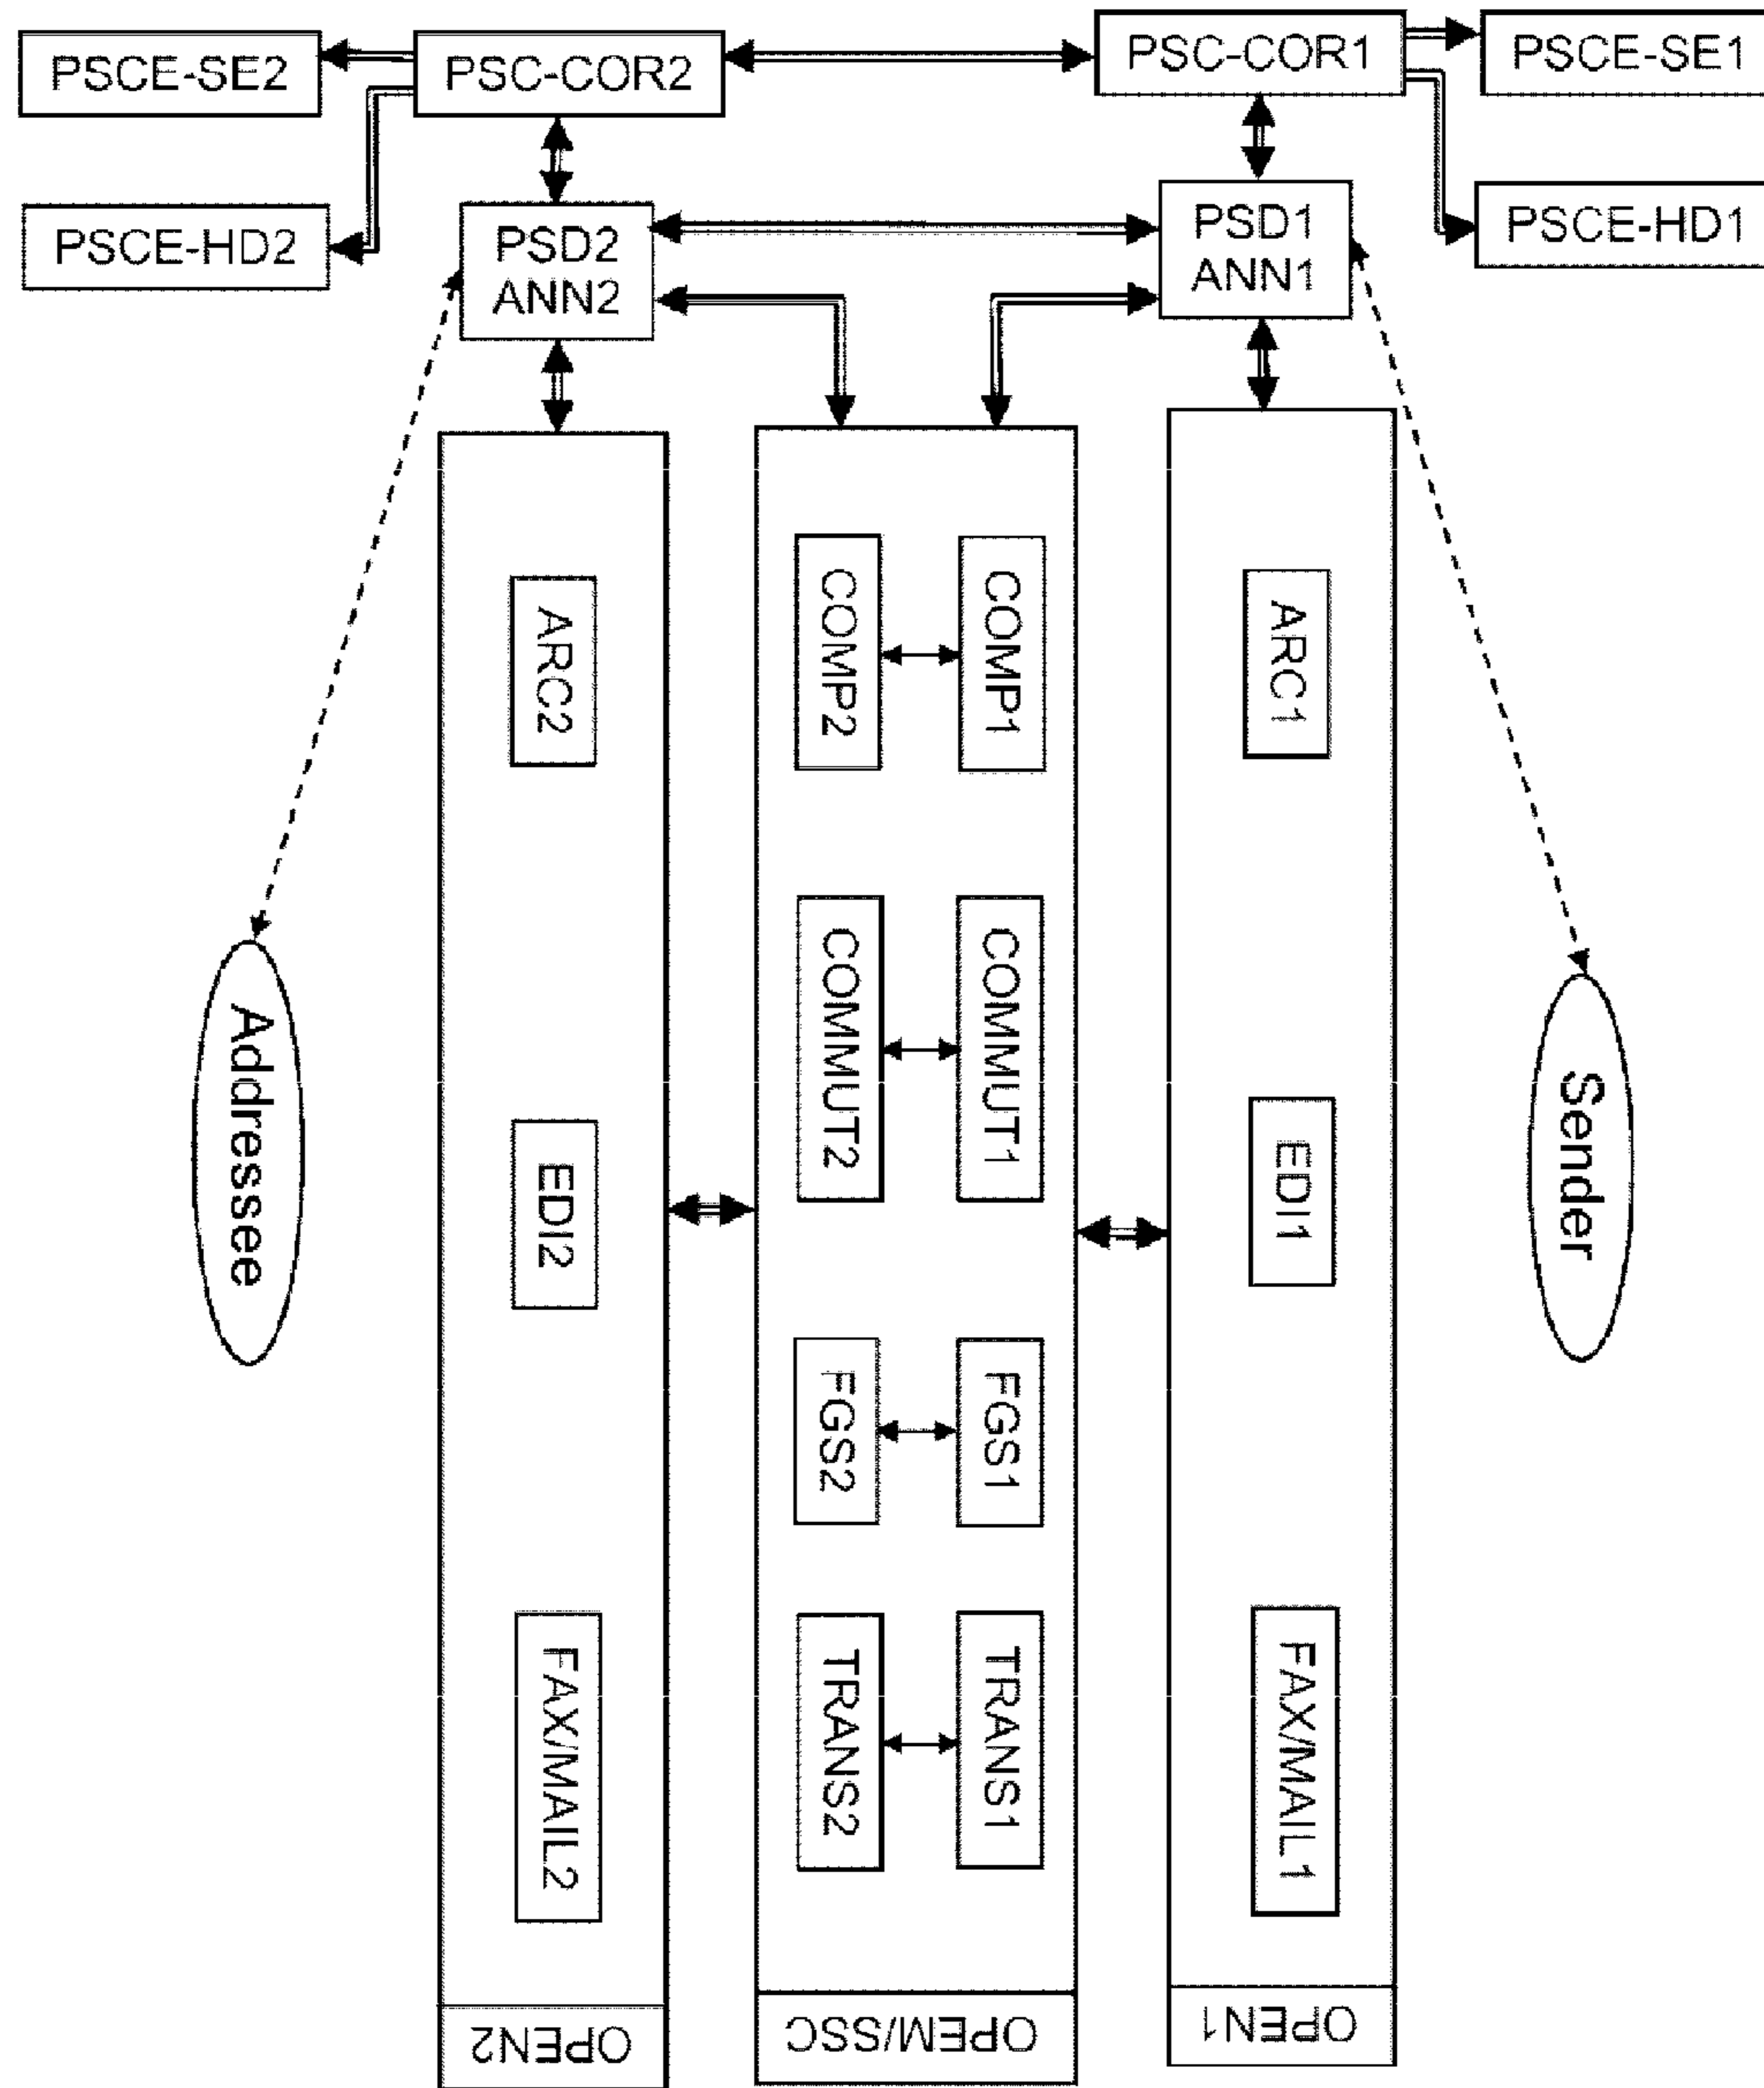 PSCE-SE2
PSC-COR2
PSC-COR1
PSCE-SE1
PSCE-HD2
PSD2
ANN2
PSD1
ANN1
PSCE-HD1
ARC2
COMP2
COMP1
ARC1
Addressee
EDI2
COMMUT2
COMMUT1
EDI1
Sender
FGS2
FGS1
FAX/MAIL2
TRANS2
TRANS1
FAX/MAIL1
OPEN2
OPEM/SSC
OPEN1